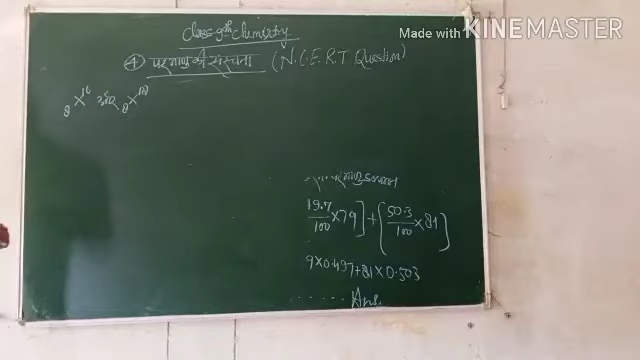 Made with KINEMASTER
Class 9th Chemistry
④ परमाणु की संरचना (N.C.E.R.T Question)
₈X¹⁶ और ₈X¹⁸
19.7/100 × 79] + [50.3/100 × 81]
9 × 0.497 + 81 × 0.503
...... Ans.